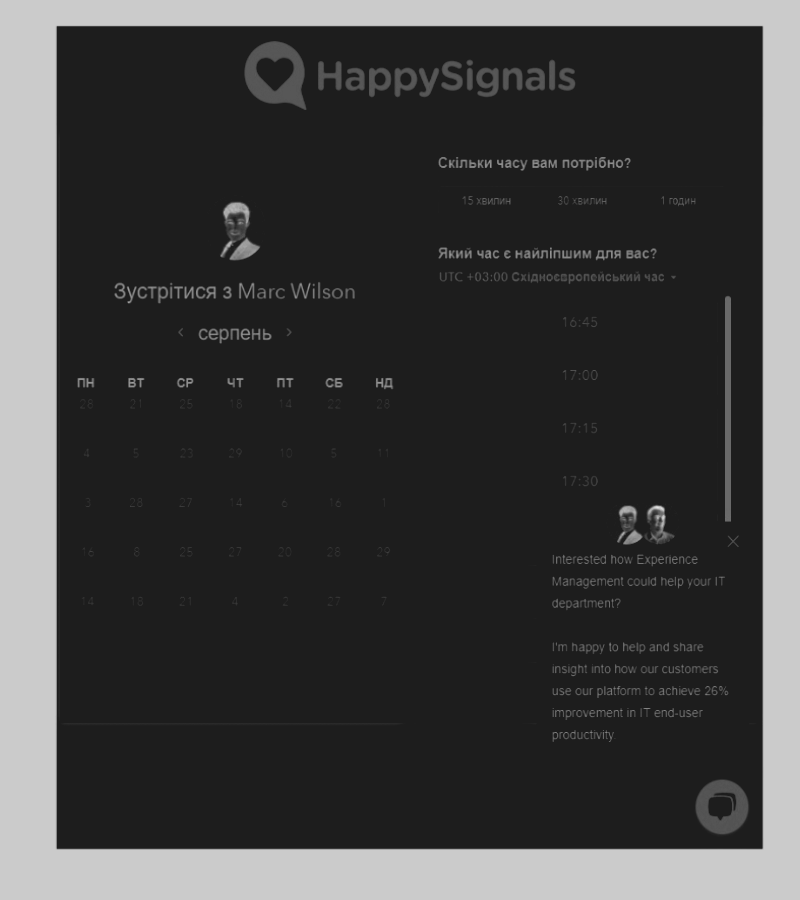 HappySignals
Зустрітися з Marc Wilson
серпень
ПН ВТ СР ЧТ ПТ СБ НД
28 21 25 18 14 22 28
4 5 23 29 10 5 11
3 28 27 14 6 16 1
16 8 25 27 20 28 29
14 18 21 4 2 27 7
Скільки часу вам потрібно?
15 хвилин 30 хвилин 1 годин
Який час є найліпшим для вас?
UTC +03:00 Східноєвропейський час
16:45
17:00
17:15
17:30
Interested how Experience
Management could help your IT
department?
I'm happy to help and share
insight into how our customers
use our platform to achieve 26%
improvement in IT end-user
productivity